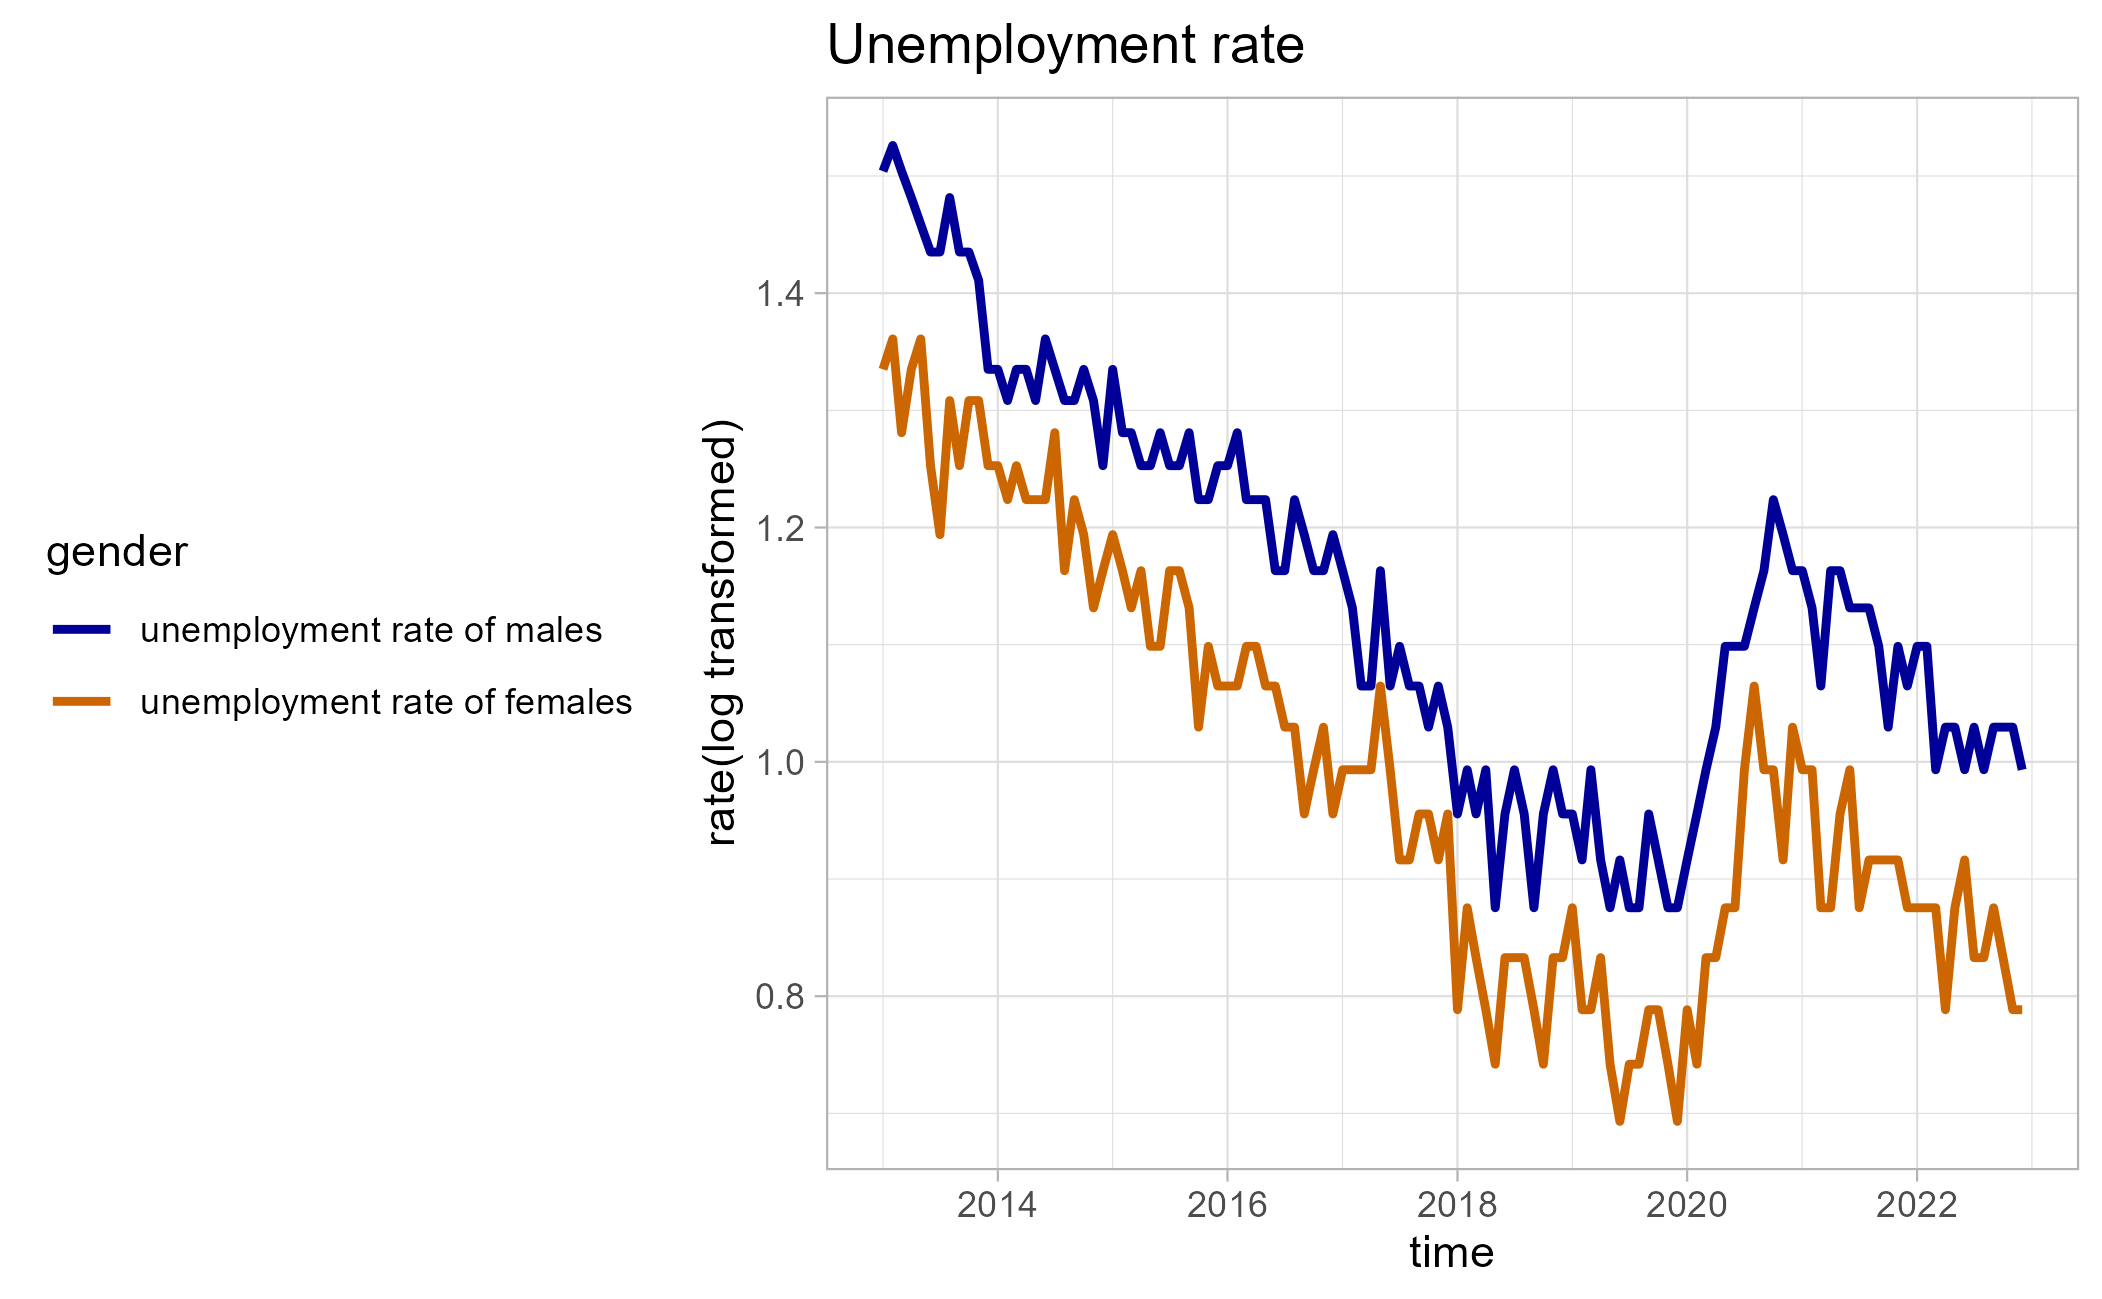 Unemployment rate
gender
unemployment rate of males
unemployment rate of females
rate(log transformed)
1.4
1.2
1.0
0.8
2014
2016
2018
2020
2022
time